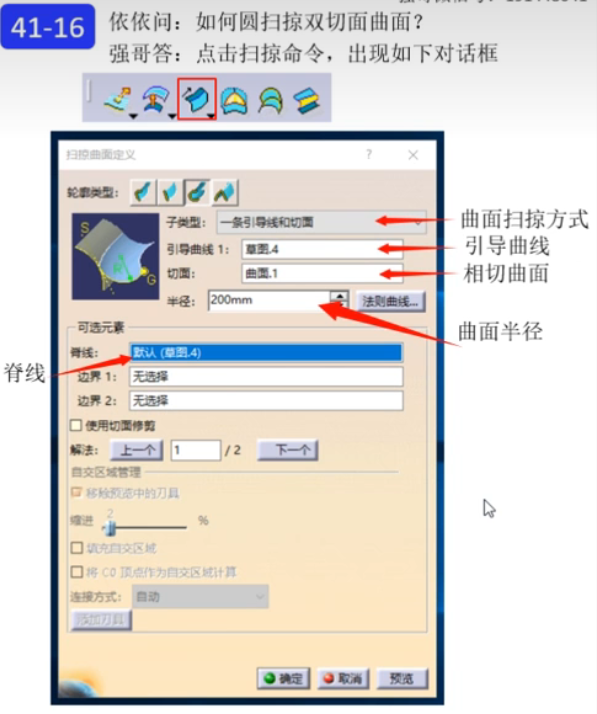 41-16
依依问：如何圆扫掠双切面曲面？
强哥答：点击扫掠命令，出现如下对话框
扫掠曲面定义 ? ×
轮廓类型：
子类型： 一条引导线和切面
曲面扫掠方式
引导曲线 1： 草图.4
引导曲线
切面： 曲面.1
相切曲面
半径： 200mm 法则曲线...
曲面半径
S
R
G
可选元素
脊线： 默认 (草图.4)
脊线
边界 1： 无选择
边界 2： 无选择
使用切面修剪
解法： 上一个 1 / 2 下一个
自交区域管理
移除预览中的刀具
缩进 2 %
填充自交区域
将 C0 顶点作为自交区域计算
连接方式： 自动
添加刀具
确定 取消 预览